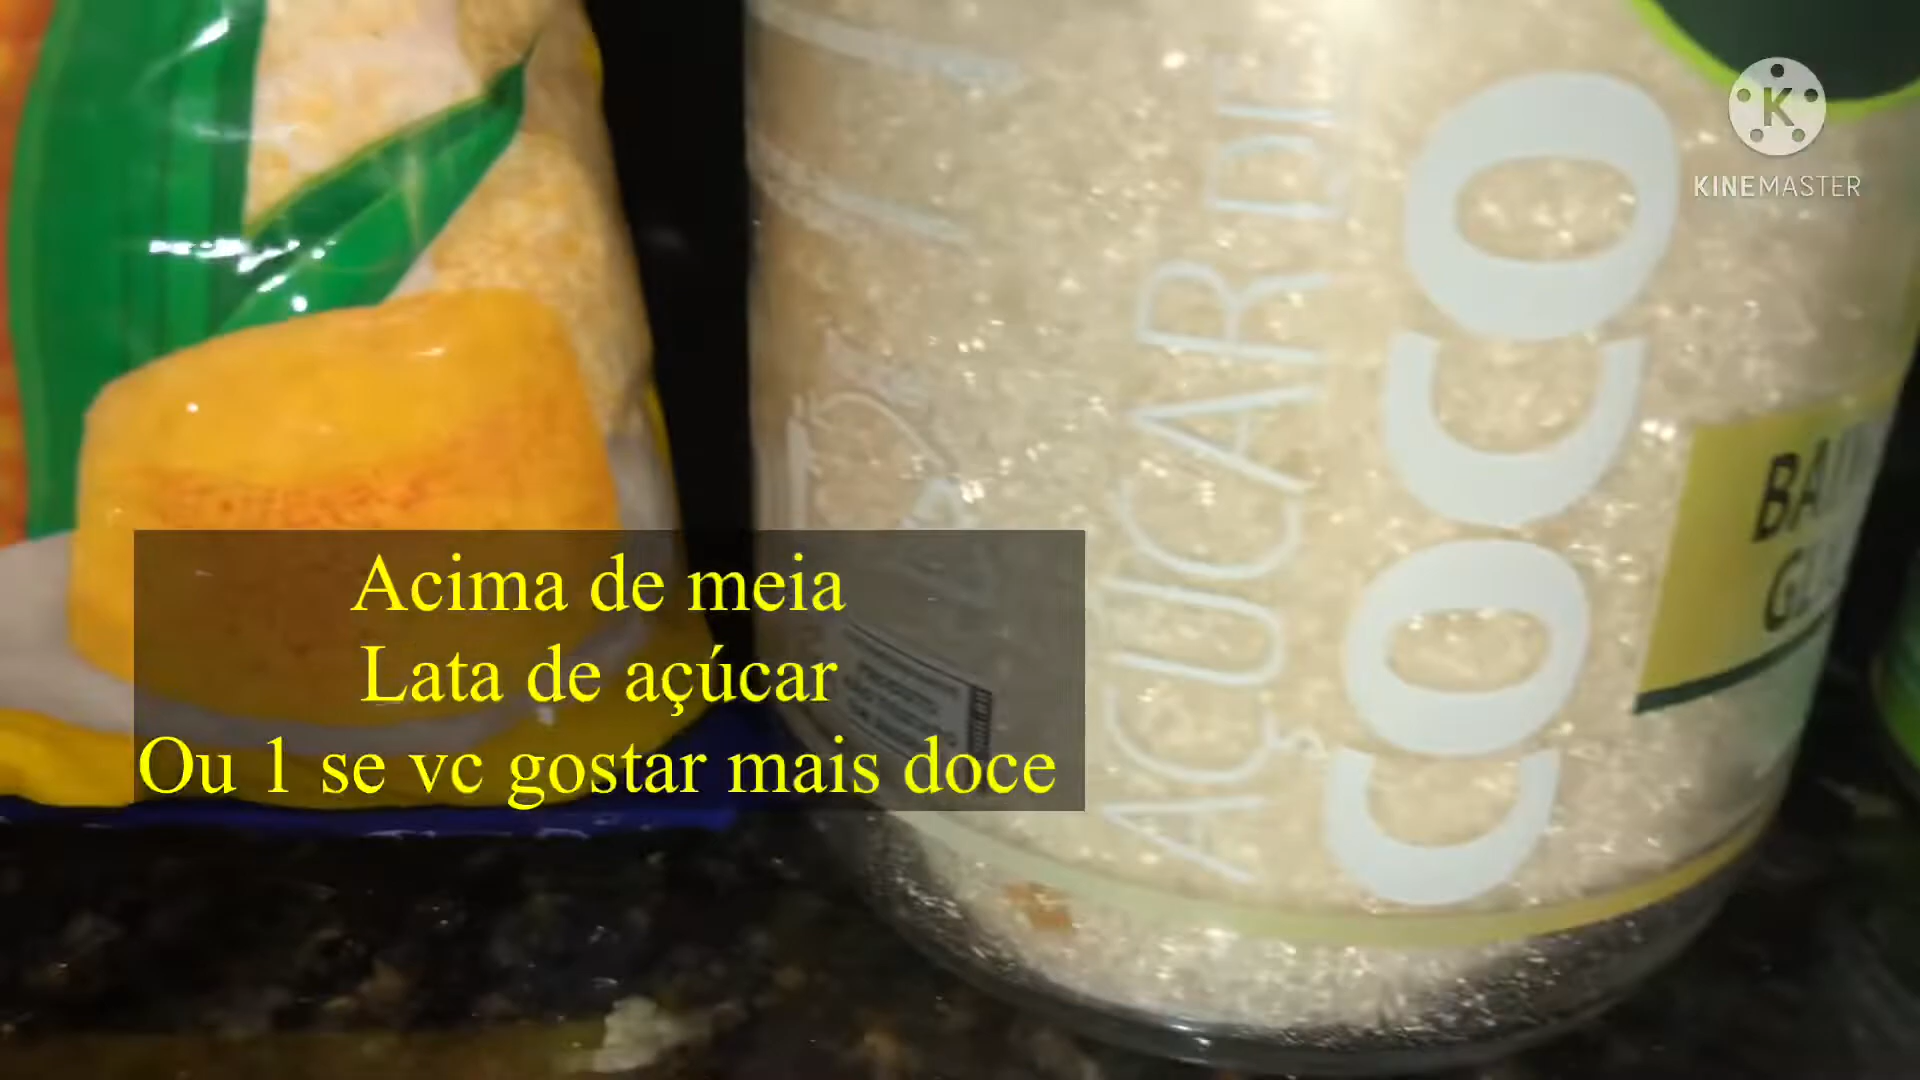 AÇÚCAR DE
COCO
KINEMASTER
Acima de meia
Lata de açúcar
Ou 1 se vc gostar mais doce